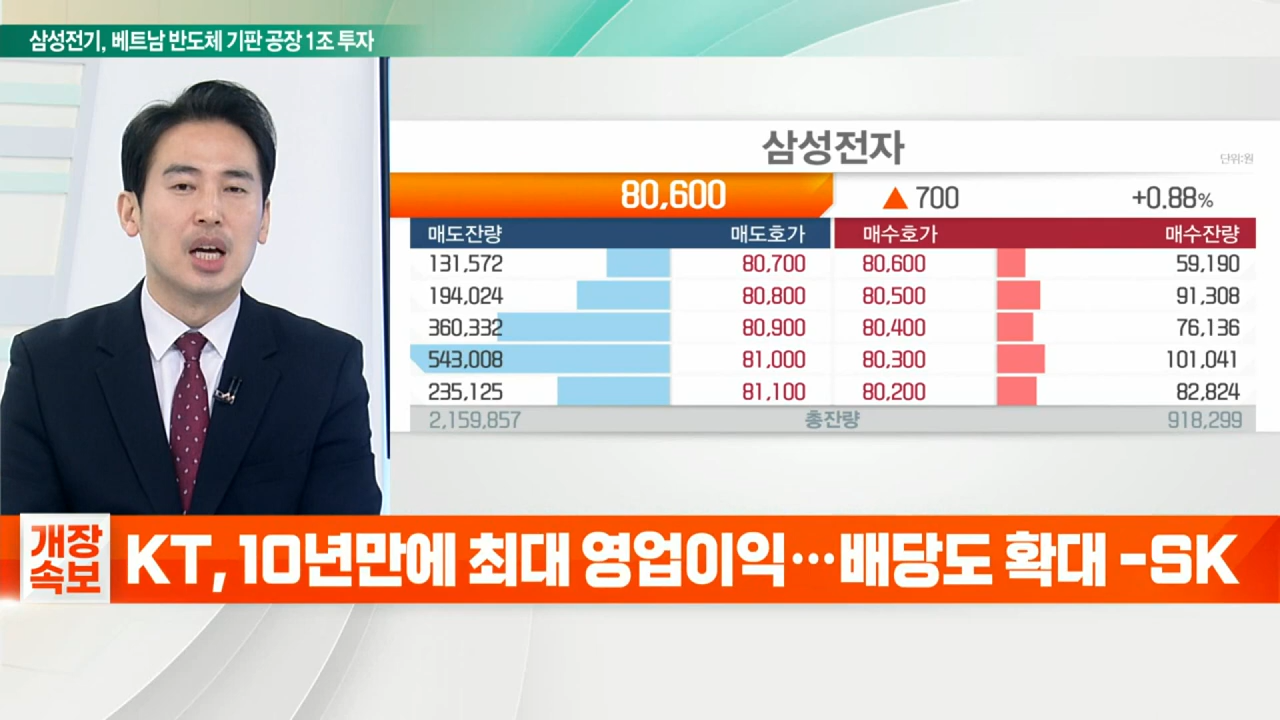 삼성전기, 베트남 반도체 기판 공장 1조 투자
삼성전자
단위:원
80,600 ▲ 700 +0.88%
매도잔량 매도호가 매수호가 매수잔량
131,572 80,700 80,600 59,190
194,024 80,800 80,500 91,308
360,332 80,900 80,400 76,136
543,008 81,000 80,300 101,041
235,125 81,100 80,200 82,824
2,159,857 총잔량 918,299
개장
속보
KT, 10년만에 최대 영업이익…배당도 확대 -SK